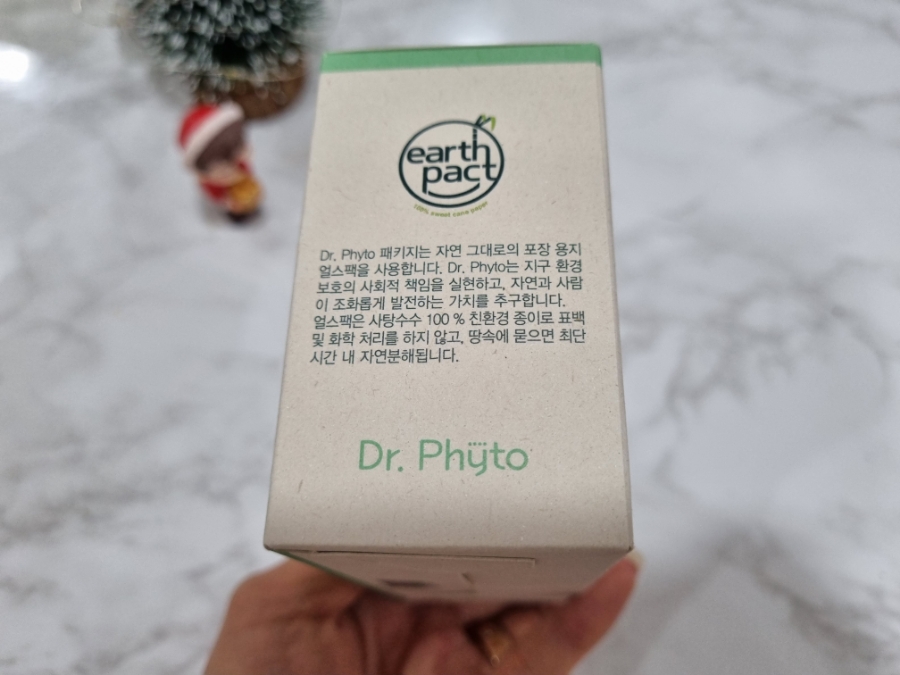 earth
pact
100% sweet cane paper
Dr. Phyto 패키지는 자연 그대로의 포장 용지
얼스팩을 사용합니다. Dr. Phyto는 지구 환경
보호의 사회적 책임을 실현하고, 자연과 사람
이 조화롭게 발전하는 가치를 추구합니다.
얼스팩은 사탕수수 100 % 친환경 종이로 표백
및 화학 처리를 하지 않고, 땅속에 묻으면 최단
시간 내 자연분해됩니다.
Dr. Phyto